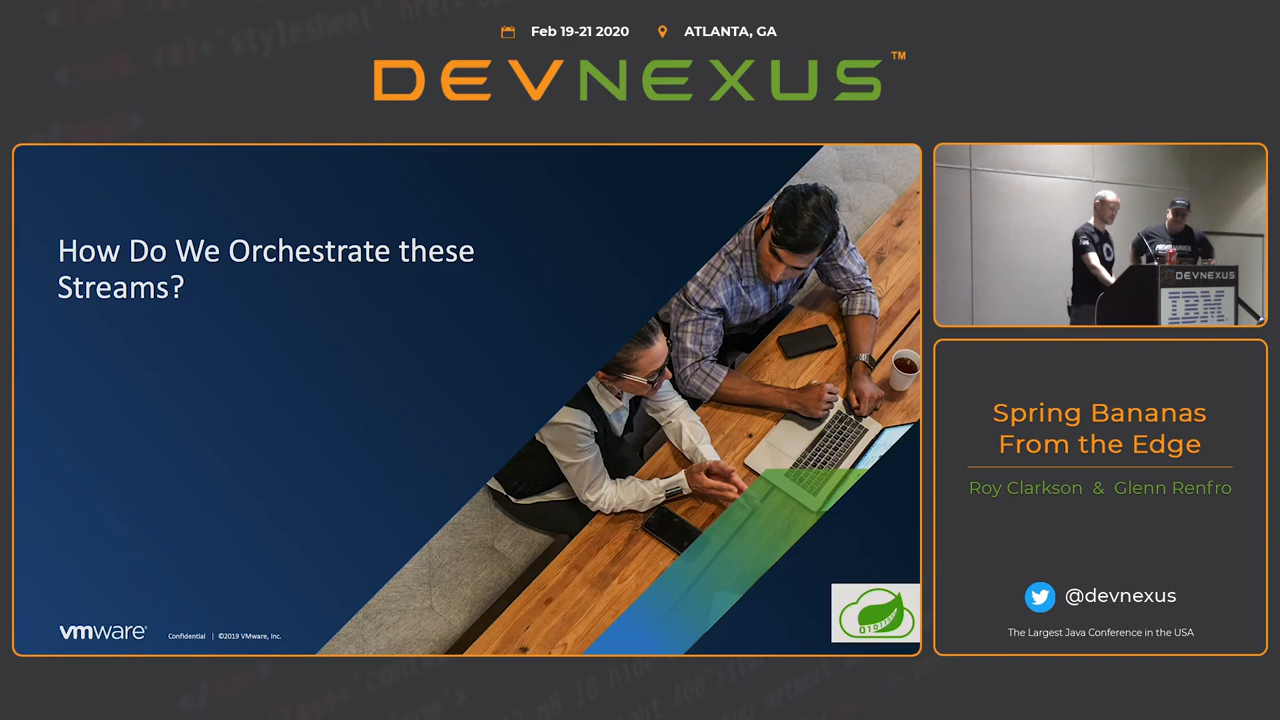 Feb 19-21 2020
ATLANTA, GA
DEVNEXUS™
How Do We Orchestrate these
Streams?
vmware®
Confidential | ©2019 VMware, Inc.
DEVNEXUS
IBM
Spring Bananas
From the Edge
Roy Clarkson & Glenn Renfro
@devnexus
The Largest Java Conference in the USA